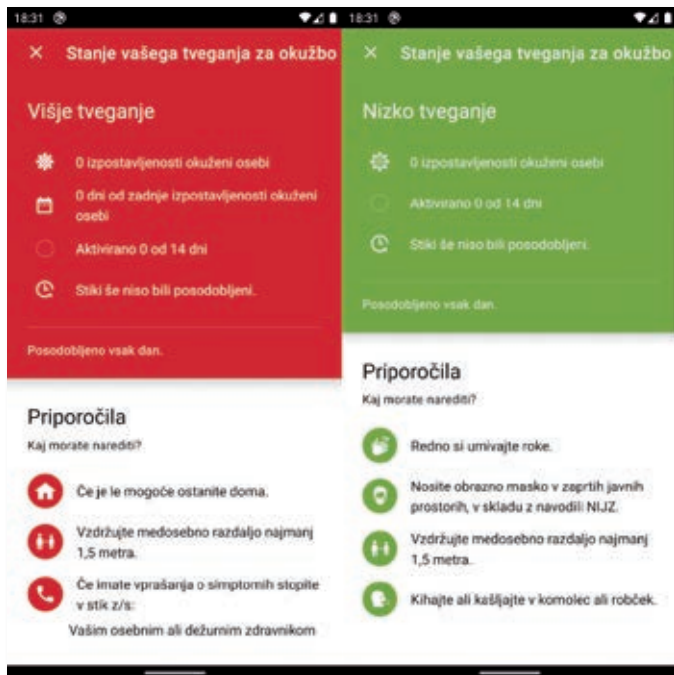 18:31
Stanje vašega tveganja za okužbo
Višje tveganje
0 izpostavljenosti okuženi osebi
0 dni od zadnje izpostavljenosti okuženi
osebi
Aktivirano 0 od 14 dni
Stiki še niso bili posodobljeni.
Posodobljeno vsak dan.
Priporočila
Kaj morate narediti?
Če je le mogoče ostanite doma.
Vzdržujte medosebno razdaljo najmanj
1,5 metra.
Če imate vprašanja o simptomih stopite
v stik z/s:
Vašim osebnim ali dežurnim zdravnikom
18:31
Stanje vašega tveganja za okužbo
Nizko tveganje
0 izpostavljenosti okuženi osebi
Aktivirano 0 od 14 dni
Stiki še niso bili posodobljeni.
Posodobljeno vsak dan.
Priporočila
Kaj morate narediti?
Redno si umivajte roke.
Nosite obrazno masko v zaprtih javnih
prostorih, v skladu z navodili NIJZ.
Vzdržujte medosebno razdaljo najmanj
1,5 metra.
Kihajte ali kašljajte v komolec ali robček.